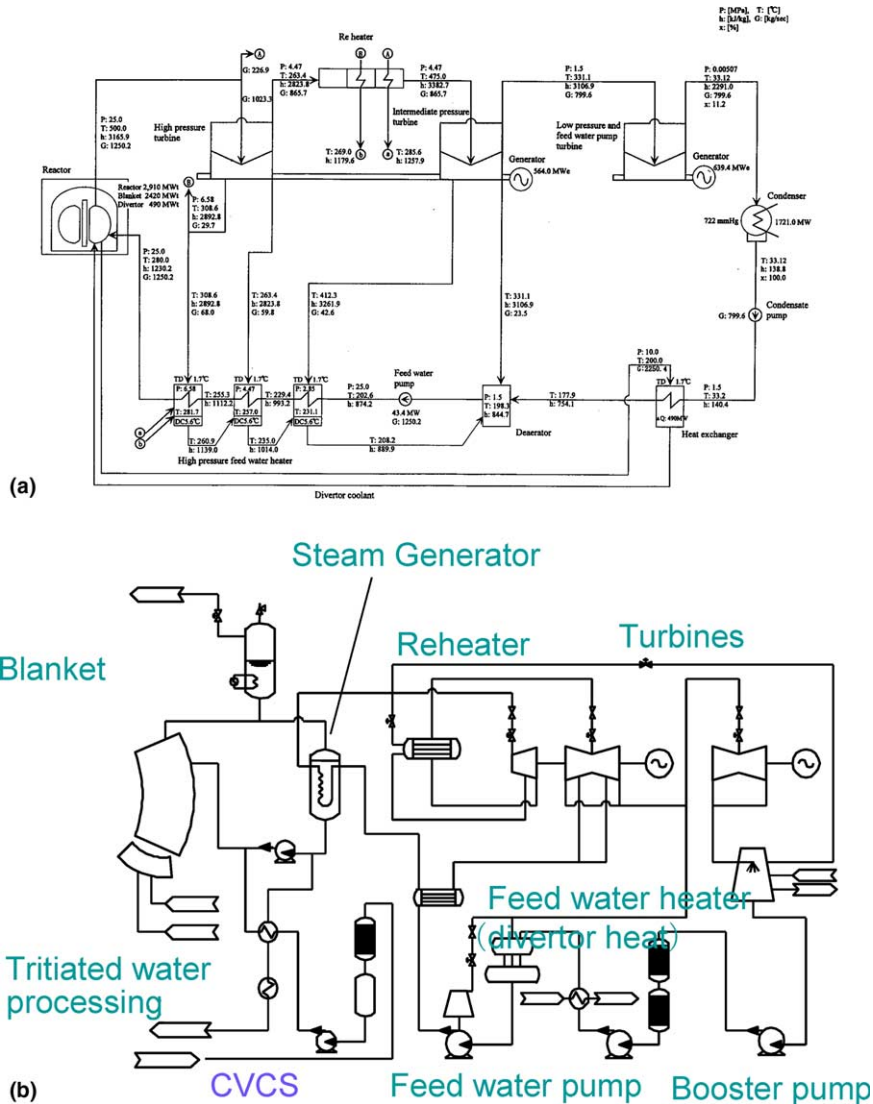 P: [MPa], T: [℃]
h: [kJ/kg], G: [kg/sec]
x: [%]
Re heater
A
B
A
G: 226.9
G: 1023.3
P: 4.47
T: 263.4
h: 2823.8
G: 865.7
P: 4.47
T: 475.0
h: 3382.7
G: 865.7
P: 1.5
T: 331.1
h: 3106.9
G: 799.6
P: 0.00507
T: 33.12
h: 2291.0
G: 799.6
x: 11.2
P: 25.0
T: 500.0
h: 3165.9
G: 1250.2
High pressure
turbine
Intermediate pressure
turbine
Low pressure and
feed water pump
turbine
T: 269.0
h: 1179.6
b
T: 285.6
h: 1257.9
a
Generator
564.0 MWe
Generator
639.4 MWe
Reactor
Reactor 2,910 MWt
Blanket 2420 MWt
Divertor 490 MWt
B
P: 6.58
T: 308.6
h: 2892.8
G: 29.7
Condenser
722 mmHg
1721.0 MW
P: 25.0
T: 280.0
h: 1230.2
G: 1250.2
T: 33.12
h: 138.8
x: 100.0
T: 308.6
h: 2892.8
G: 68.0
T: 263.4
h: 2823.8
G: 59.8
T: 412.3
h: 3261.9
G: 42.6
T: 331.1
h: 3106.9
G: 23.5
G: 799.6
Condensate
pump
P: 10.0
T: 200.0
G: 2250.4
TD 1.7℃
P: 6.58
T: 281.7
DC5.6℃
T: 255.3
h: 1112.2
TD 1.7℃
P: 4.47
T: 257.0
DC5.6℃
T: 229.4
h: 993.2
TD 1.7℃
P: 2.85
T: 231.1
DC5.6℃
P: 25.0
T: 202.6
h: 874.2
Feed water
pump
43.4 MW
G: 1250.2
P: 1.5
T: 198.3
h: 844.7
Deaerator
T: 177.9
h: 754.1
TD 1.7℃
P: 1.5
T: 33.2
h: 140.4
Heat exchanger
a
b
T: 260.9
h: 1139.0
T: 235.0
h: 1014.0
T: 208.2
h: 889.9
High pressure feed water heater
Divertor coolant
(a)
Steam Generator
Blanket
Reheater
Turbines
Feed water heater
(divertor heat)
Tritiated water
processing
CVCS
Feed water pump
Booster pump
(b)